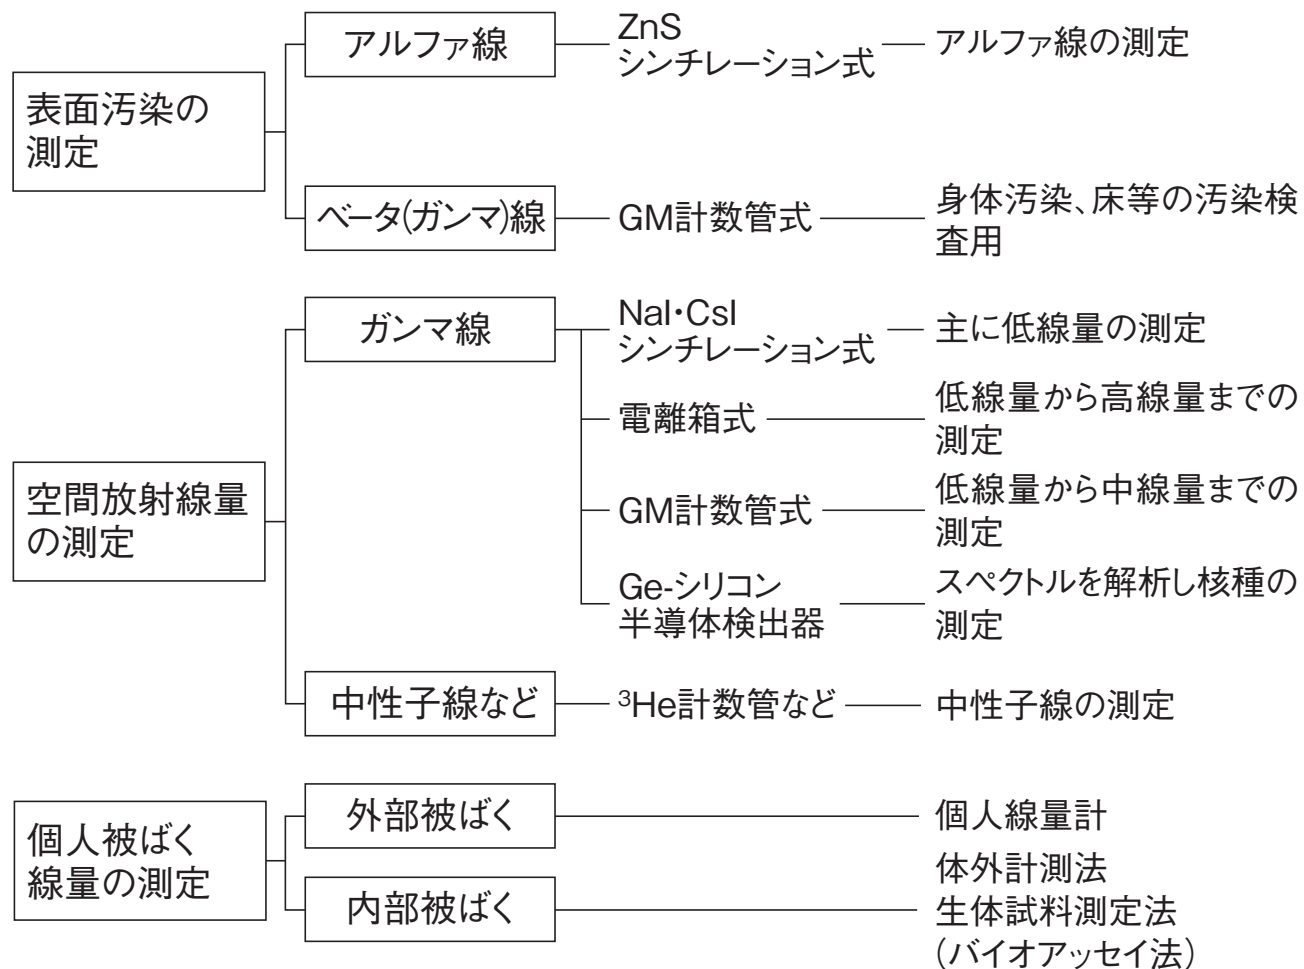 表面汚染の
測定
アルファ線
ZnS
シンチレーション式
アルファ線の測定
ベータ(ガンマ)線
GM計数管式
身体汚染、床等の汚染検
査用
空間放射線量
の測定
ガンマ線
NaI･CsI
シンチレーション式
主に低線量の測定
電離箱式
低線量から高線量までの
測定
GM計数管式
低線量から中線量までの
測定
Ge-シリコン
半導体検出器
スペクトルを解析し核種の
測定
中性子線など
³He計数管など
中性子線の測定
個人被ばく
線量の測定
外部被ばく
個人線量計
内部被ばく
体外計測法
生体試料測定法
(バイオアッセイ法)